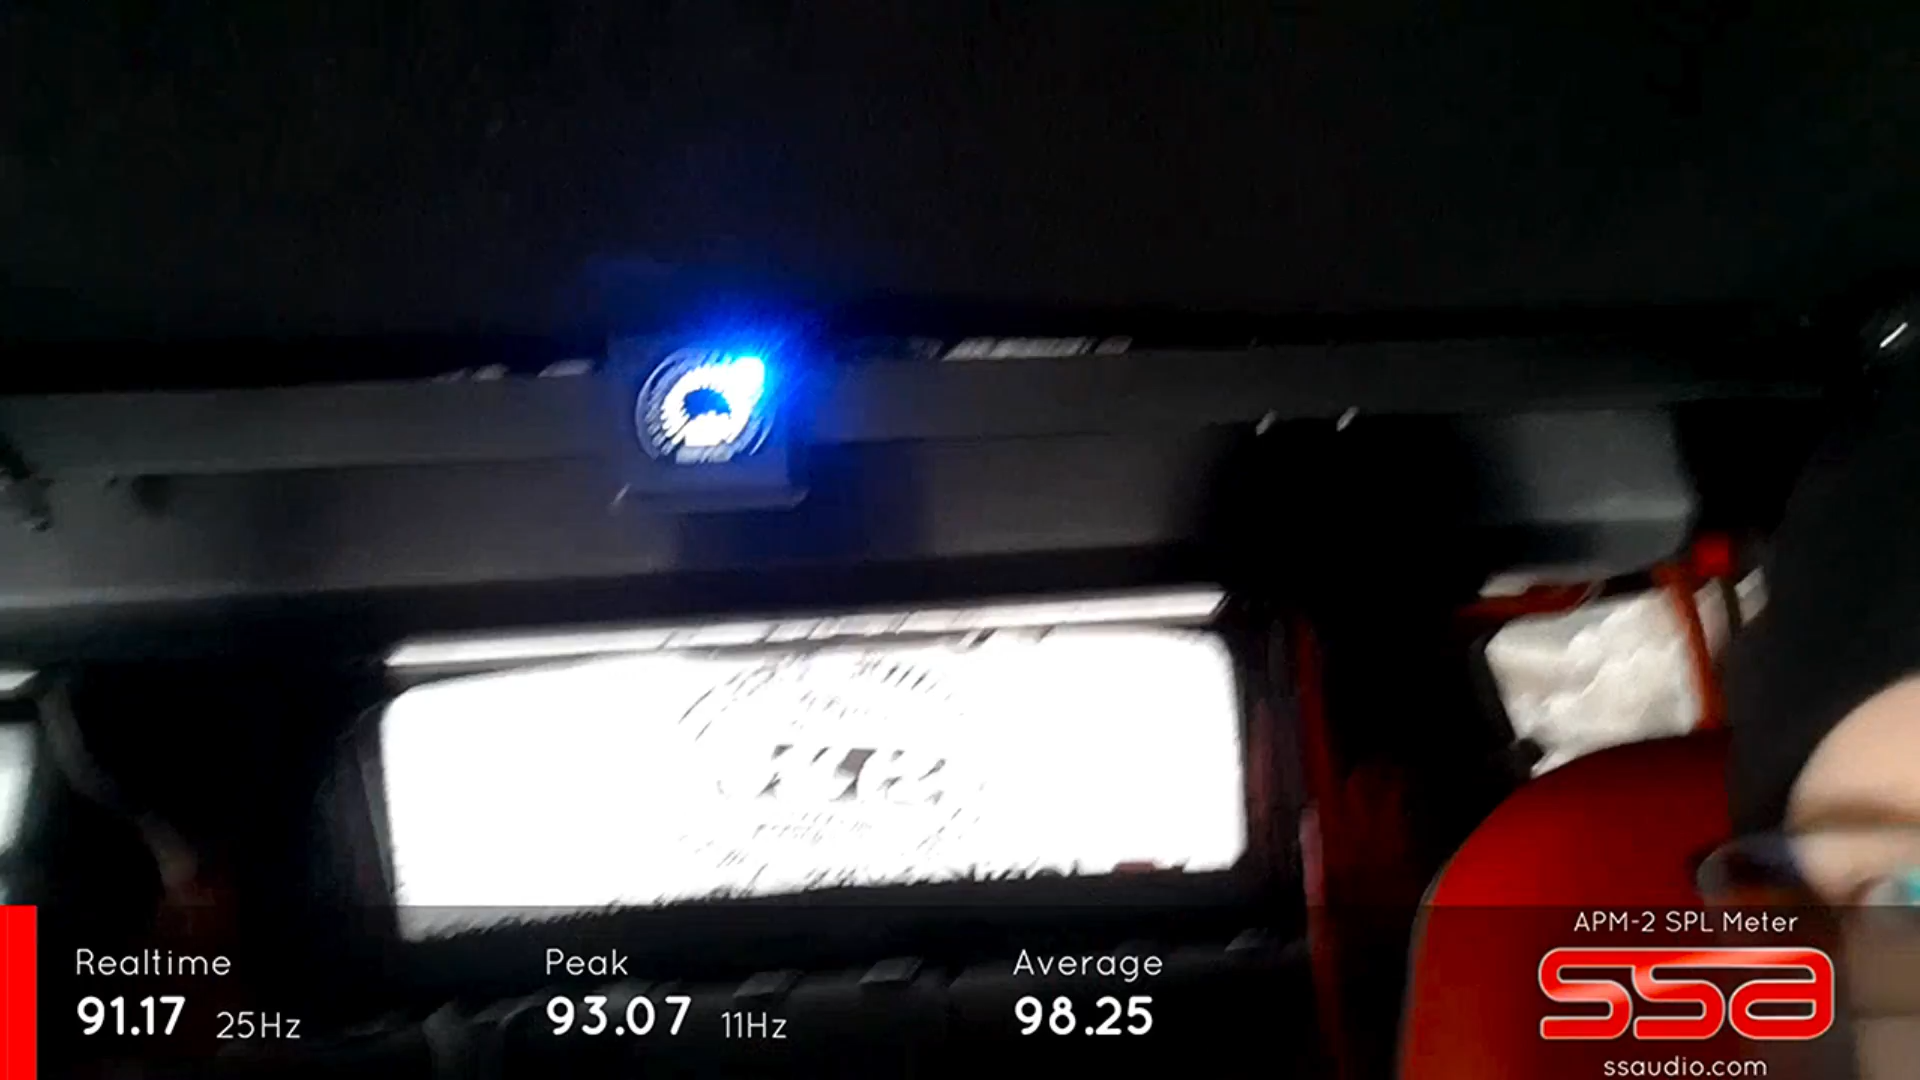 Realtime
91.17 25Hz
Peak
93.07 11Hz
Average
98.25
APM-2 SPL Meter
ssa
ssaudio.com